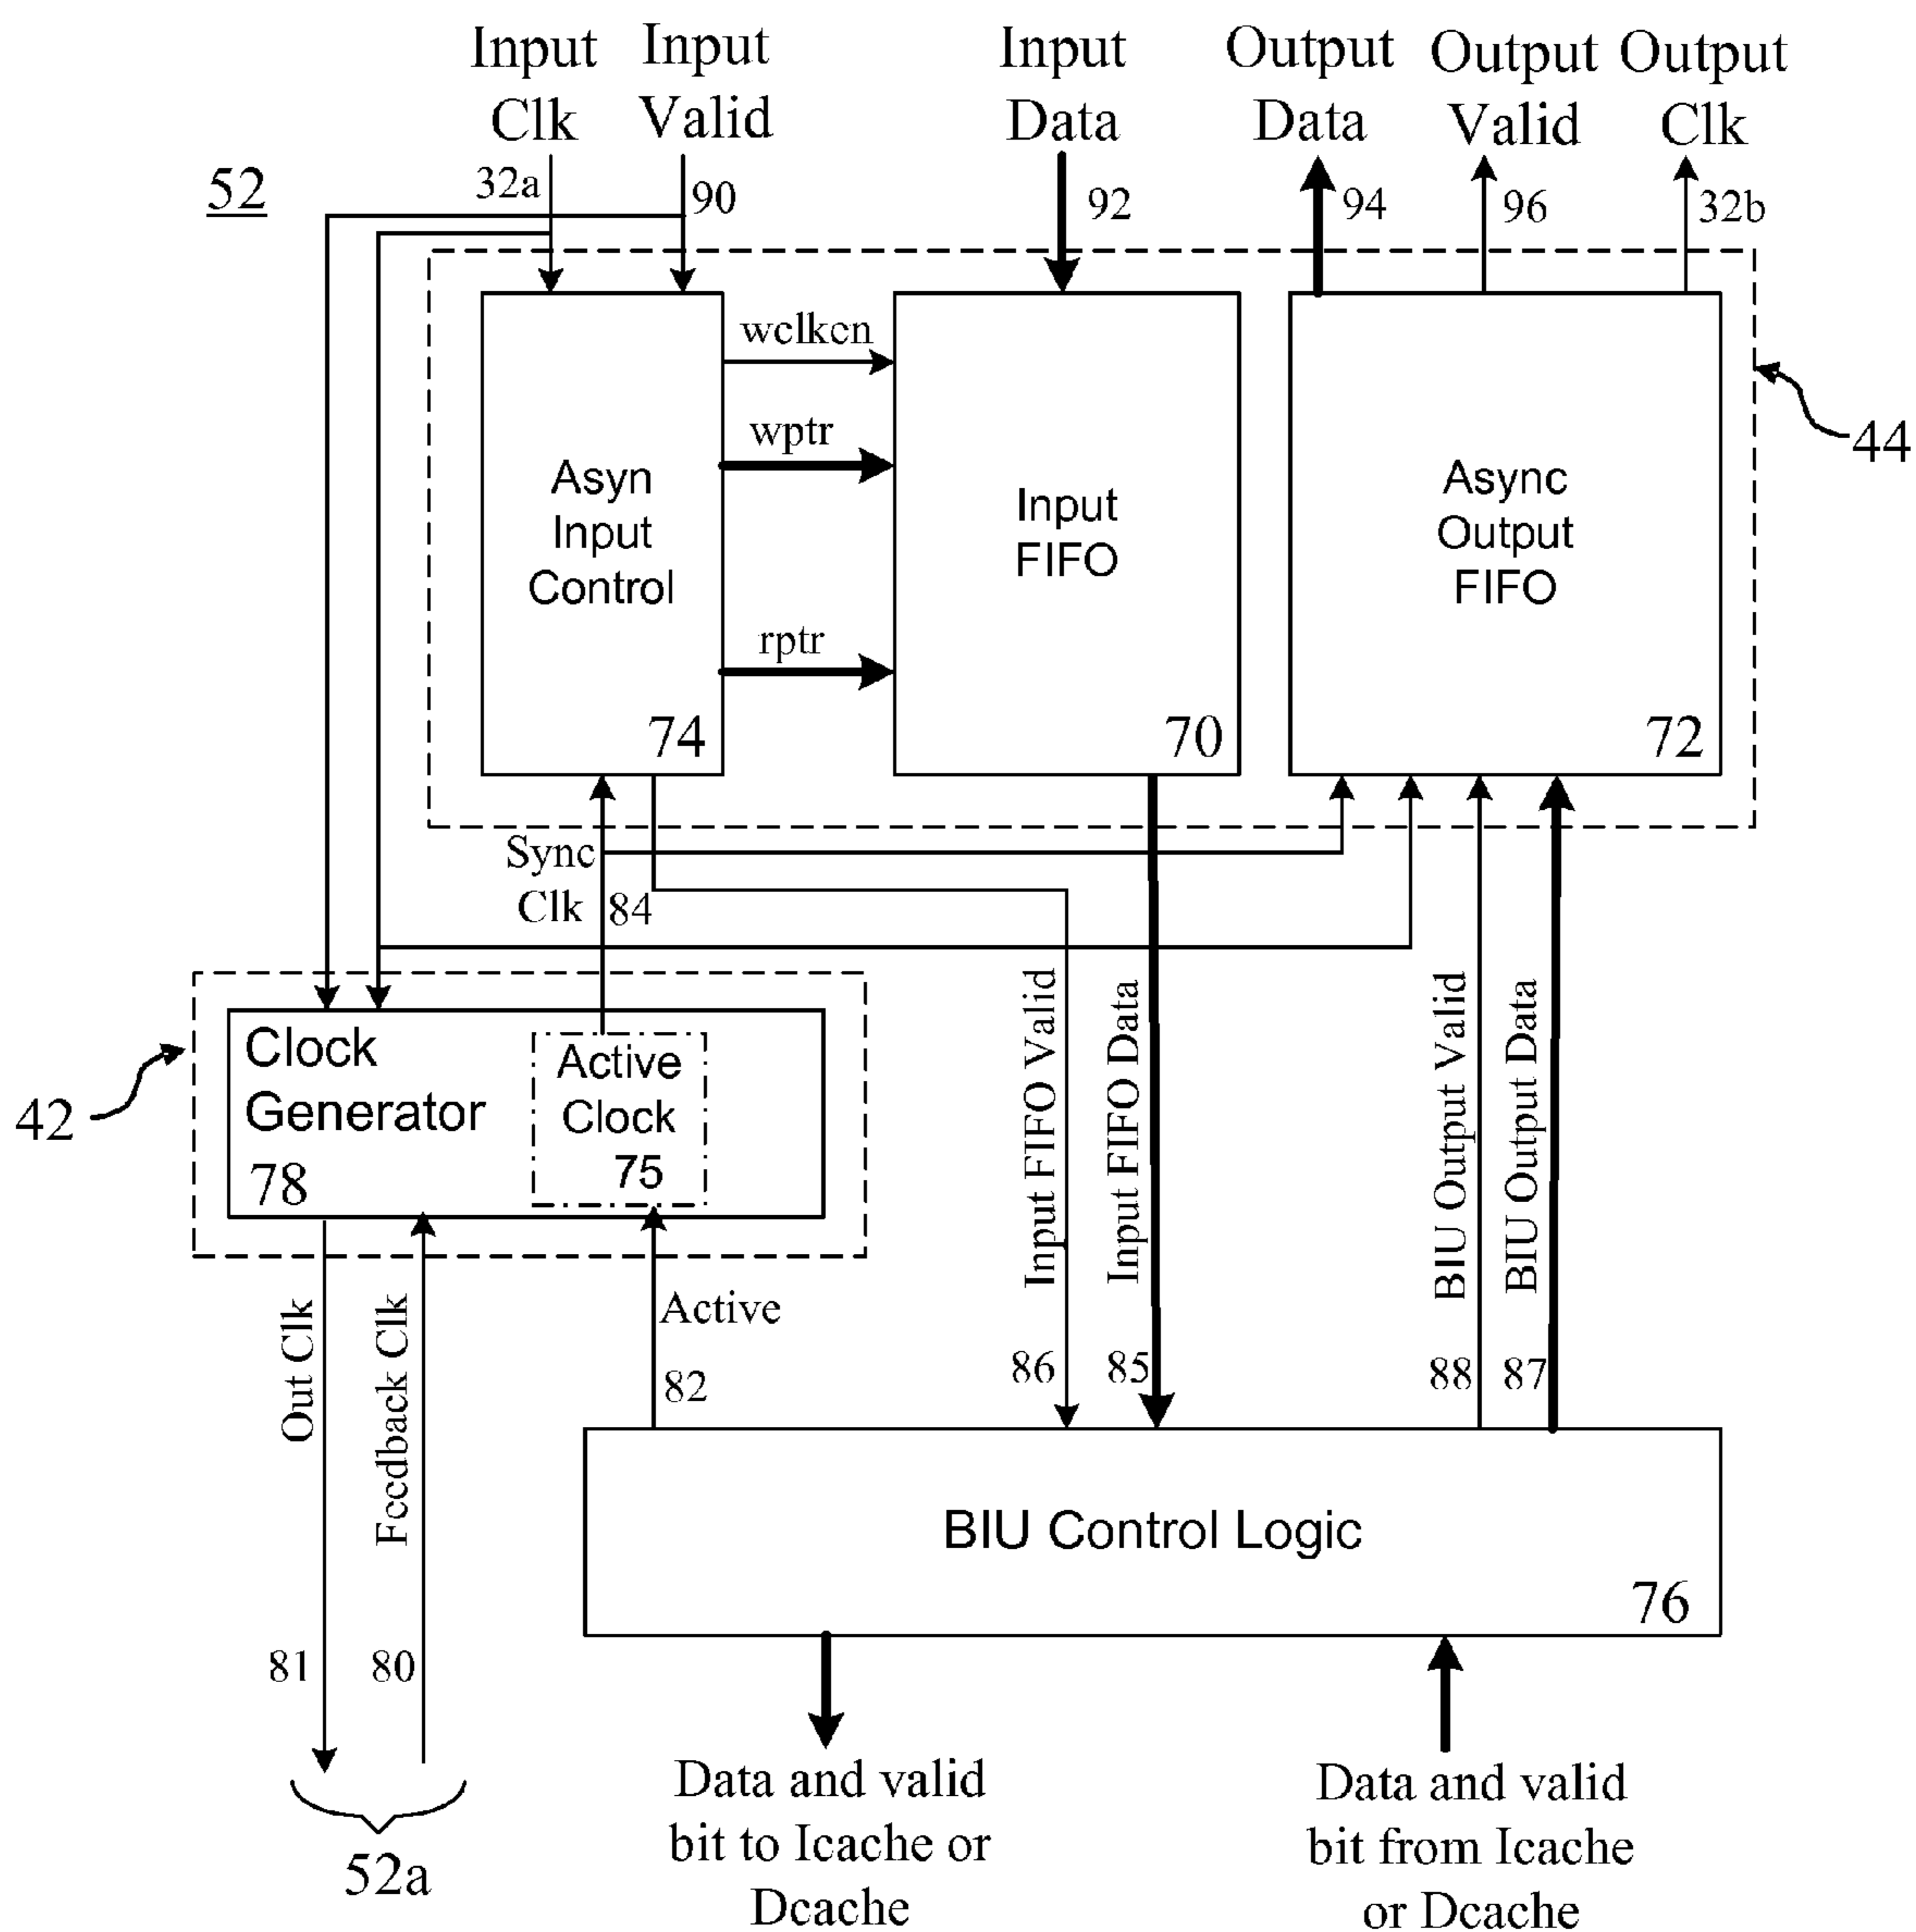 Input
Clk
Input
Valid
Input
Data
Output
Data
Output
Valid
Output
Clk
52
32a
90
92
94
96
32b
44
wclken
wptr
rptr
Asyn
Input
Control
74
Input
FIFO
70
Async
Output
FIFO
72
Sync
Clk
84
42
Clock
Generator
78
Active
Clock
75
Out Clk
81
Feedback Clk
80
Active
82
Input FIFO Valid
86
Input FIFO Data
85
BIU Output Valid
88
BIU Output Data
87
BIU Control Logic
76
52a
Data and valid
bit to Icache or
Dcache
Data and valid
bit from Icache
or Dcache